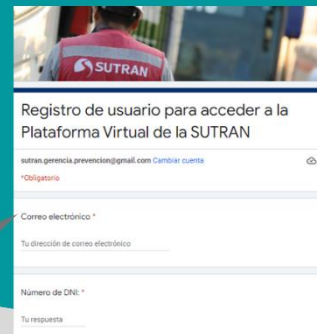 SUTRAN
Registro de usuario para acceder a la
Plataforma Virtual de la SUTRAN
sutran.gerencia.prevencion@gmail.com Cambiar cuenta
*Obligatorio
Correo electrónico *
Tu dirección de correo electrónico
Número de DNI: *
Tu respuesta